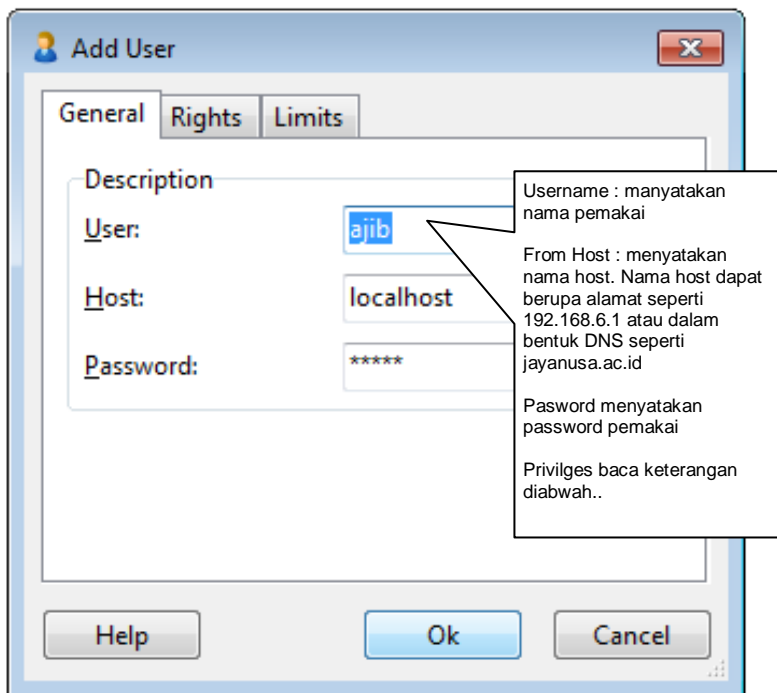 Add User
General Rights Limits
Description
User: ajib
Host: localhost
Password: *****
Username : manyatakan
nama pemakai
From Host : menyatakan
nama host. Nama host dapat
berupa alamat seperti
192.168.6.1 atau dalam
bentuk DNS seperti
jayanusa.ac.id
Pasword menyatakan
password pemakai
Privilges baca keterangan
diabwah..
Help Ok Cancel